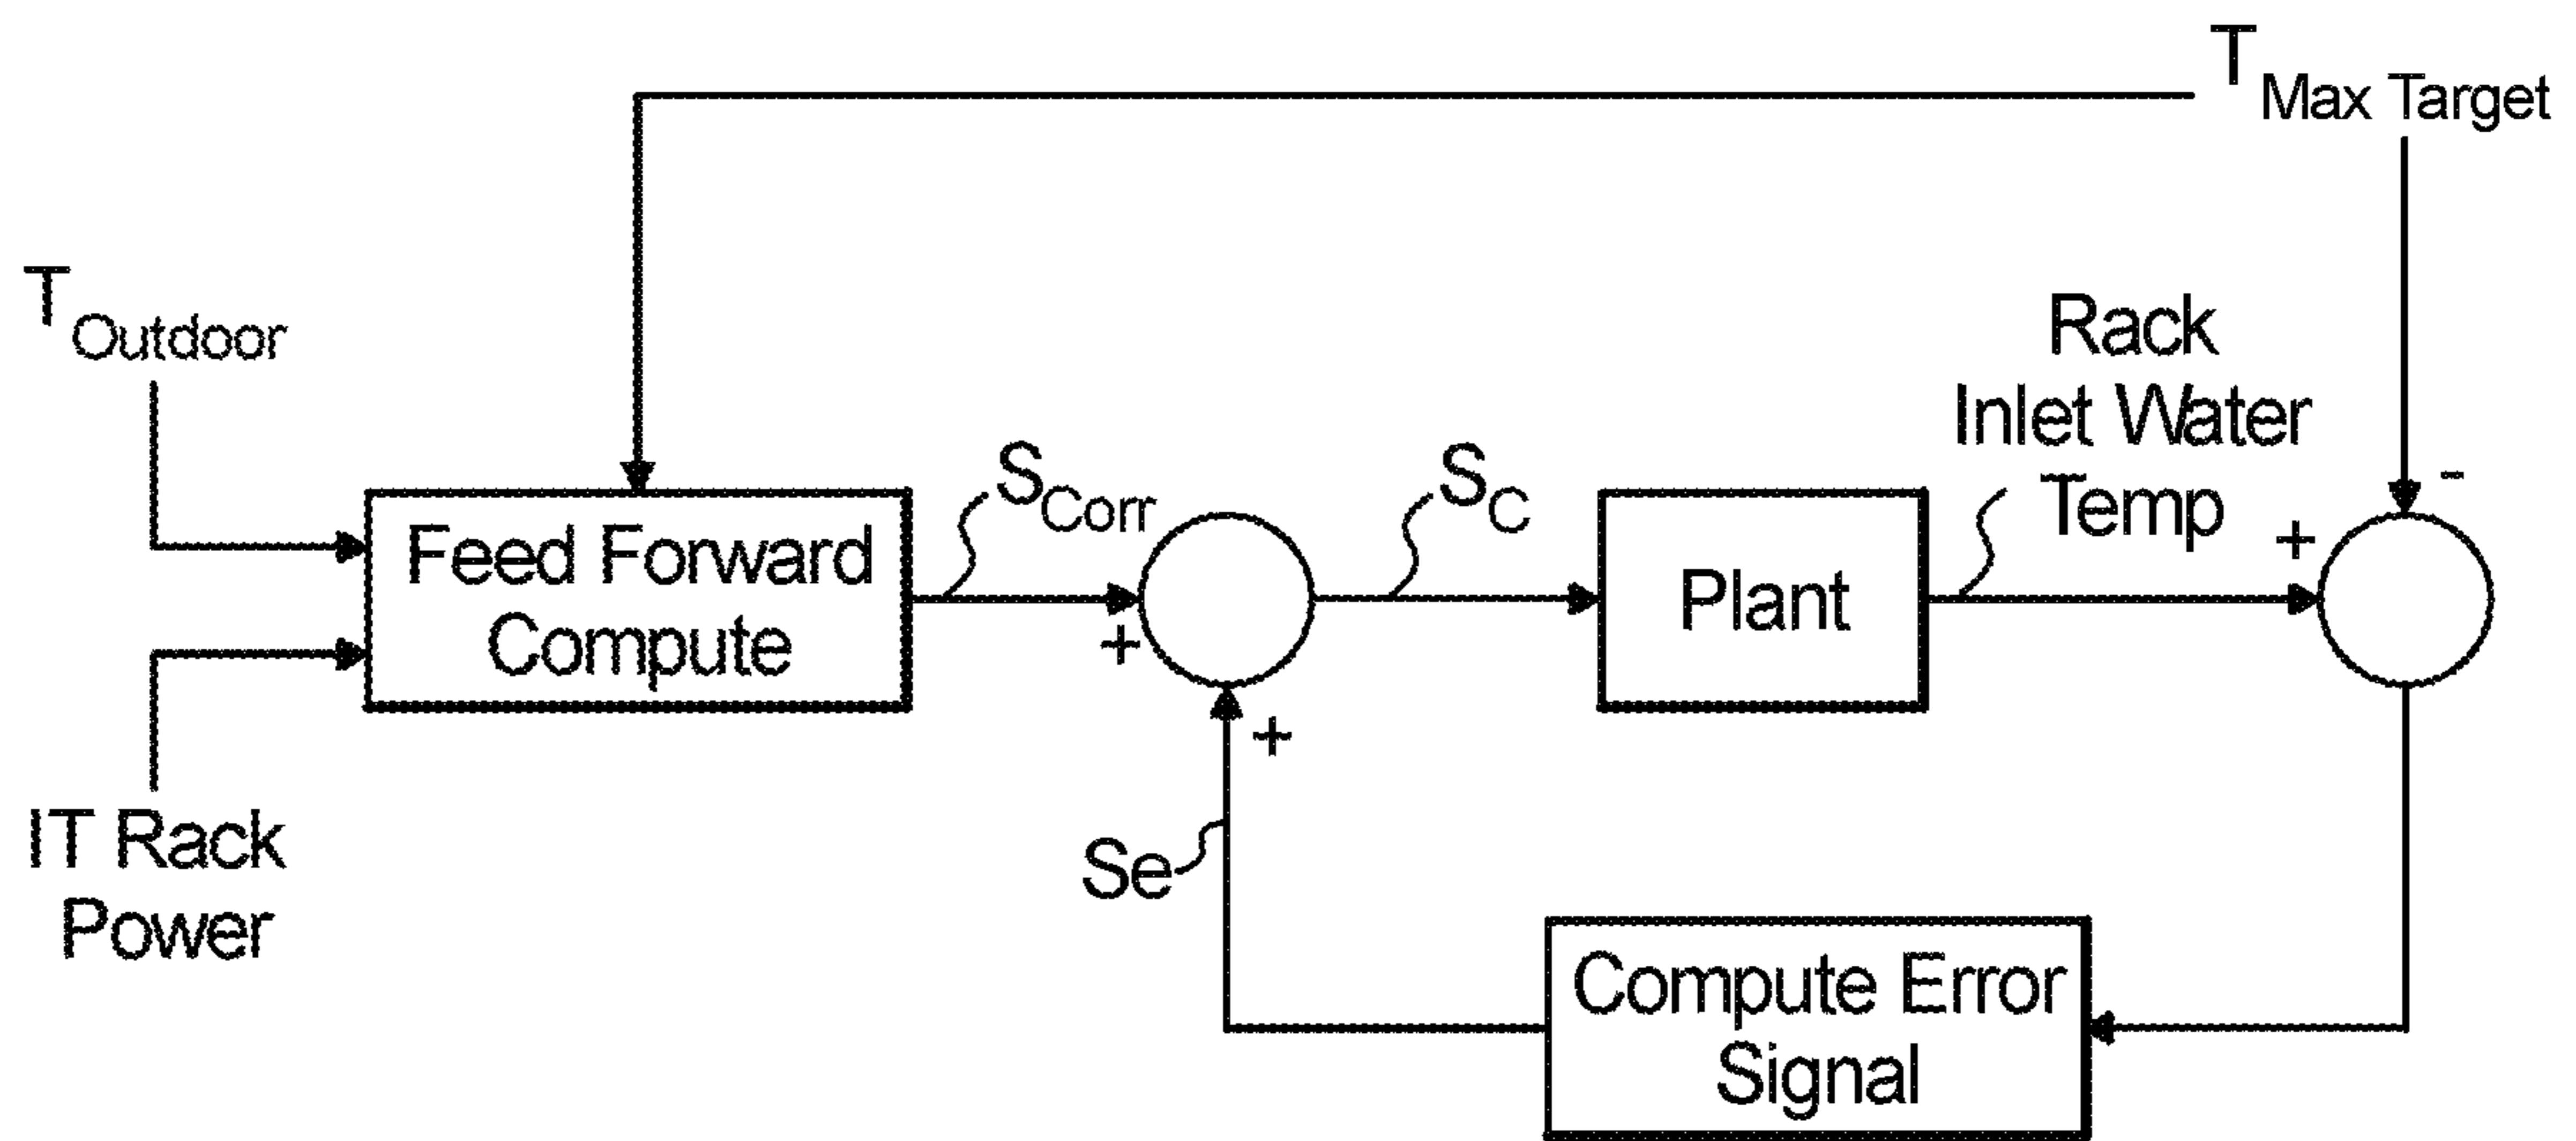 T Max Target
T Outdoor
Rack
Inlet Water
Temp
-
+
S Corr
S C
Feed Forward
Compute
Plant
+
+
Se
IT Rack
Power
Compute Error
Signal